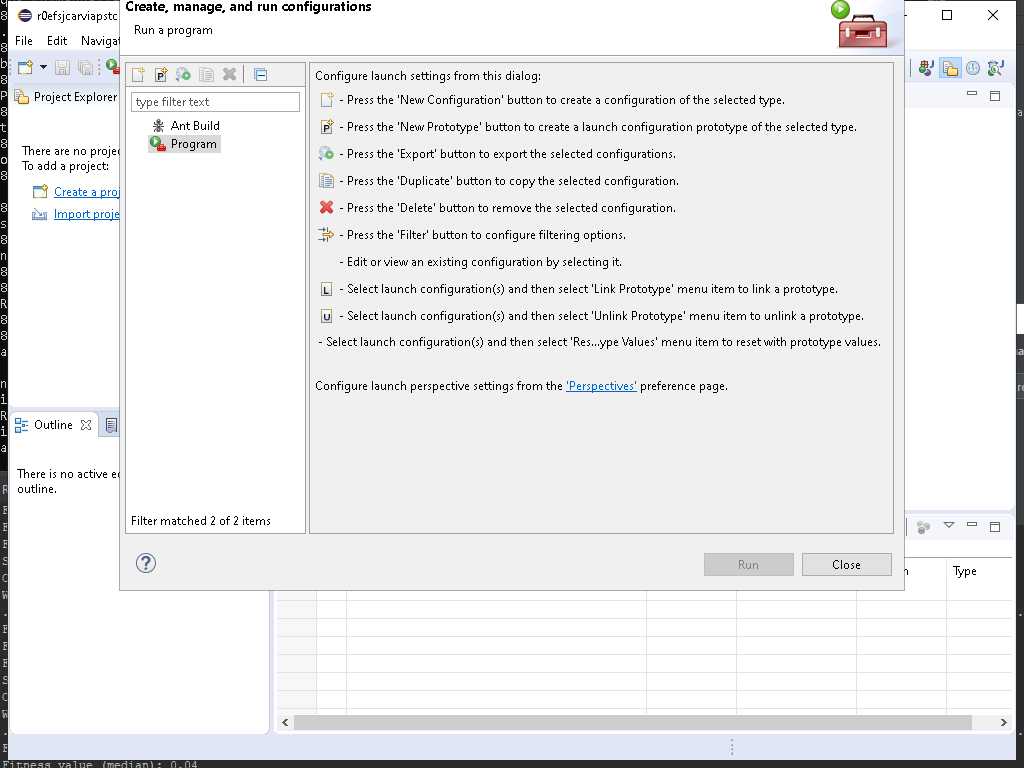 r0efsjcarviapstc
Create, manage, and run configurations
Run a program
File Edit Navigat
Project Explorer
type filter text
Ant Build
Program
Configure launch settings from this dialog:
- Press the 'New Configuration' button to create a configuration of the selected type.
- Press the 'New Prototype' button to create a launch configuration prototype of the selected type.
- Press the 'Export' button to export the selected configurations.
- Press the 'Duplicate' button to copy the selected configuration.
- Press the 'Delete' button to remove the selected configuration.
- Press the 'Filter' button to configure filtering options.
- Edit or view an existing configuration by selecting it.
L - Select launch configuration(s) and then select 'Link Prototype' menu item to link a prototype.
U - Select launch configuration(s) and then select 'Unlink Prototype' menu item to unlink a prototype.
- Select launch configuration(s) and then select 'Res...ype Values' menu item to reset with prototype values.
Configure launch perspective settings from the 'Perspectives' preference page.
There are no projec
To add a project:
Create a proj
Import proje
Outline
There is no active ed
outline.
Filter matched 2 of 2 items
?
Run
Close
n
Type
Fitness value (median): 0.04